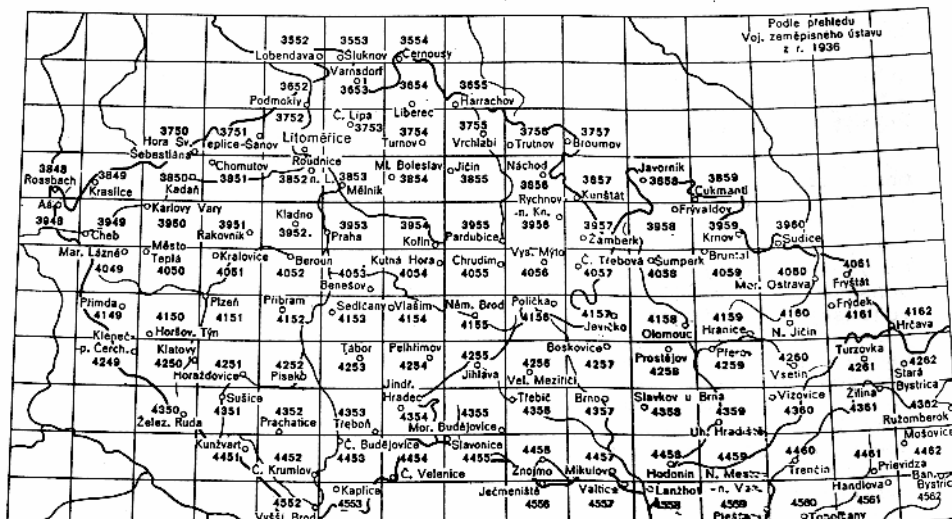 Podle přehledu
Voj. zeměpisného ústavu
z r. 1936
3552 3553 3554
Lobendava Šluknov Černousy
Varnsdorf
3652 3653 3654 3655
Podmokly Liberec Harrachov
Č. Lípa
3750 3751 3752 3753 3754 3755 3756 3757
Hora Sv. Šebestiána Teplice-Šanov Litoměřice Turnov Vrchlabí Trutnov Broumov
Chomutov Roudnice n. L. Ml. Boleslav Jičín Náchod Javorník
3848 3849 3850 3851 3852 3853 3854 3855 3856 3857 3858 3859
Rossbach Kraslice Kadaň Mělník Rychnov n. Kn. Kunštát Cukmantl
Aš Karlovy Vary Kladno Frývaldov
3948 3949 3950 3951 3952 3953 3954 3955 3956 3957 3958 3959 3960
Cheb Rakovník Praha Kolín Pardubice Žamberk Krnov Sudice
Mar. Lázně Město Teplá Kralovice Beroun Kutná Hora Chrudim Vys. Mýto Č. Třebová Šumperk Bruntál Mor. Ostrava
4049 4050 4051 4052 4053 4054 4055 4056 4057 4058 4059 4060 4061
Benešov Fryštát
Přimda Plzeň Příbram Sedlčany Vlašim Něm. Brod Polička Jevíčko Olomouc Hranice N. Jičín Frýdek Hrčava
4149 4150 4151 4152 4153 4154 4155 4156 4157 4158 4159 4160 4161 4162
Kleneč-
p. Čerch. Horšov. Týn Klatovy Boskovice Prostějov Přerov Turzovka
4249 4250 4251 4252 4253 4254 4255 4256 4257 4258 4259 4260 4261 4262
Horažďovice Písek Tábor Pelhřimov Jihlava Vel. Meziříčí Vsetín Stará Bystrica
Sušice Jindř. Hradec Třebíč Brno Slavkov u Brna Vizovice Žilina
4350 4351 4352 4353 4354 4355 4356 4357 4358 4359 4360 4361 4362
Želez. Ruda Prachatice Třeboň Mor. Budějovice Uh. Hradiště Ružomberok
Kunžvart Č. Budějovice Slavonice Mošovice
4451 4452 4453 4454 4455 4456 4457 4458 4459 4460 4461 4462
Č. Krumlov Č. Velenice Znojmo Mikulov Hodonín N. Mesto
-n. Váh. Trenčín Prievidza
Kaplice Ječmeniště Valtice Lanžhot Handlová Ban. Bystrica
4552 4553 4556 4557 4558 4559 4560 4561 4562
Vyšší Brod Topolčany